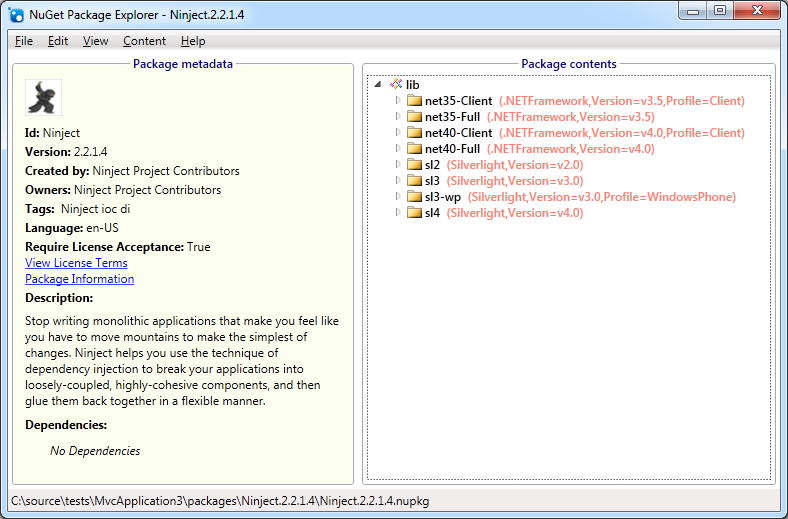 NuGet Package Explorer - Ninject.2.2.1.4
File Edit View Content Help
Package metadata
Id: Ninject
Version: 2.2.1.4
Created by: Ninject Project Contributors
Owners: Ninject Project Contributors
Tags: Ninject ioc di
Language: en-US
Require License Acceptance: True
View License Terms
Package Information
Description:
Stop writing monolithic applications that make you feel like
you have to move mountains to make the simplest of
changes. Ninject helps you use the technique of
dependency injection to break your applications into
loosely-coupled, highly-cohesive components, and then
glue them back together in a flexible manner.
Dependencies:
No Dependencies
Package contents
lib
net35-Client (.NETFramework,Version=v3.5,Profile=Client)
net35-Full (.NETFramework,Version=v3.5)
net40-Client (.NETFramework,Version=v4.0,Profile=Client)
net40-Full (.NETFramework,Version=v4.0)
sl2 (Silverlight,Version=v2.0)
sl3 (Silverlight,Version=v3.0)
sl3-wp (Silverlight,Version=v3.0,Profile=WindowsPhone)
sl4 (Silverlight,Version=v4.0)
C:\source\tests\MvcApplication3\packages\Ninject.2.2.1.4\Ninject.2.2.1.4.nupkg